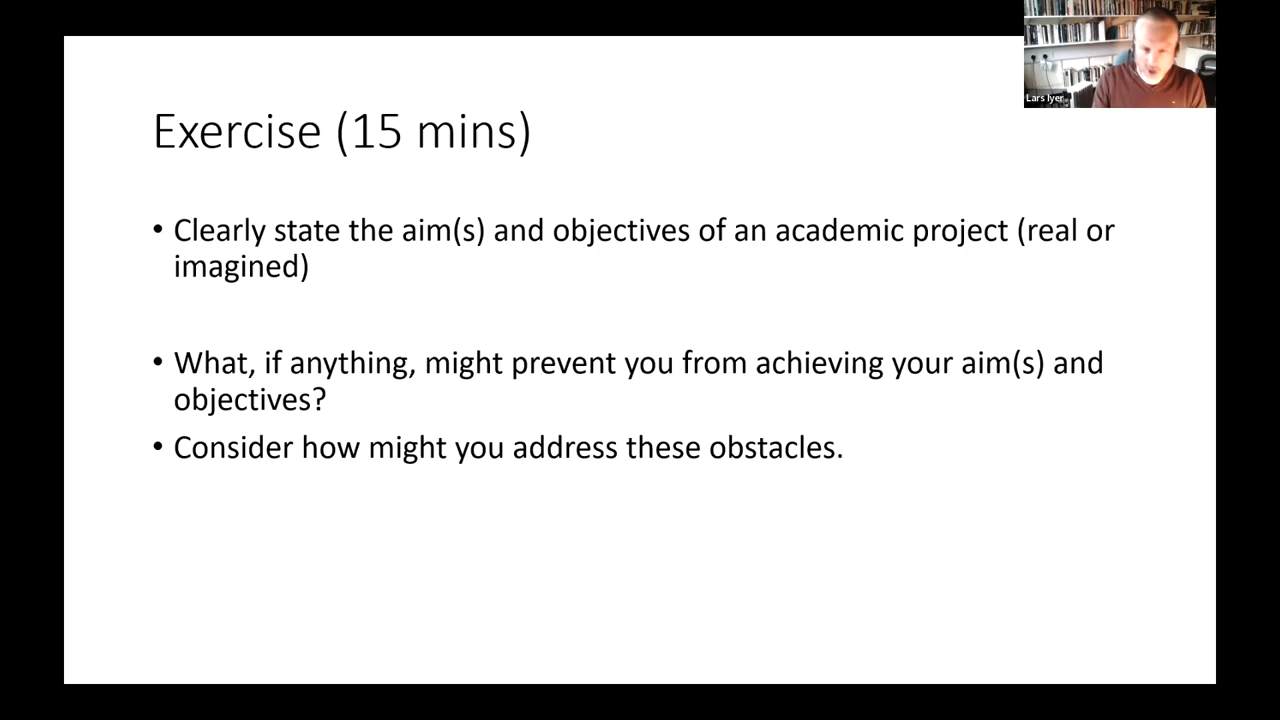 Lars Iyer
Exercise (15 mins)
• Clearly state the aim(s) and objectives of an academic project (real or
imagined)
• What, if anything, might prevent you from achieving your aim(s) and
objectives?
• Consider how might you address these obstacles.